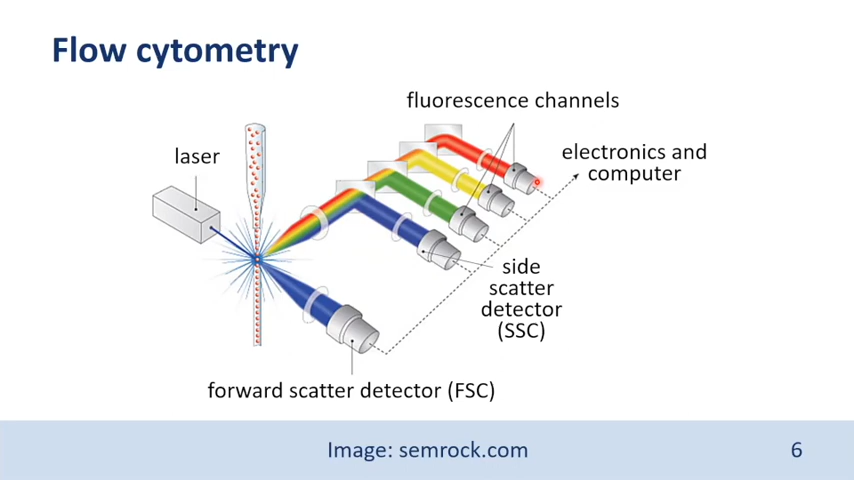 Flow cytometry
fluorescence channels
laser
electronics and
computer
side
scatter
detector
(SSC)
forward scatter detector (FSC)
Image: semrock.com
6